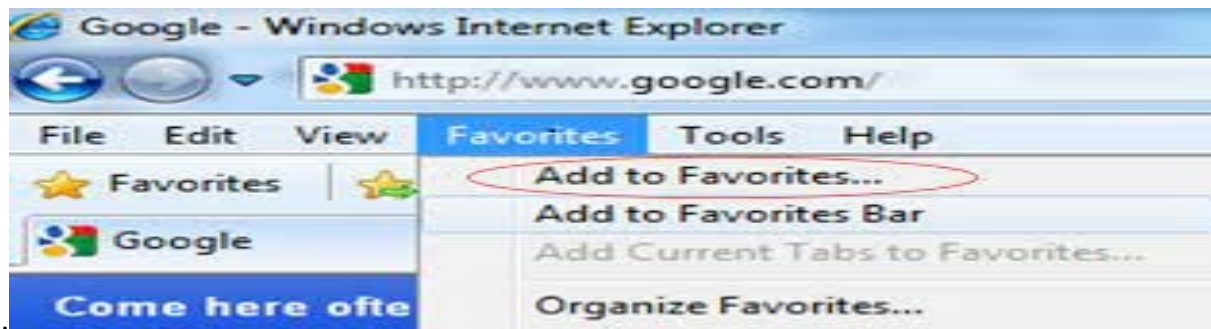 Google - Windows Internet Explorer
http://www.google.com/
File Edit View Favorites Tools Help
Favorites Add to Favorites...
Add to Favorites Bar
Google
Add Current Tabs to Favorites...
Come here ofte Organize Favorites...